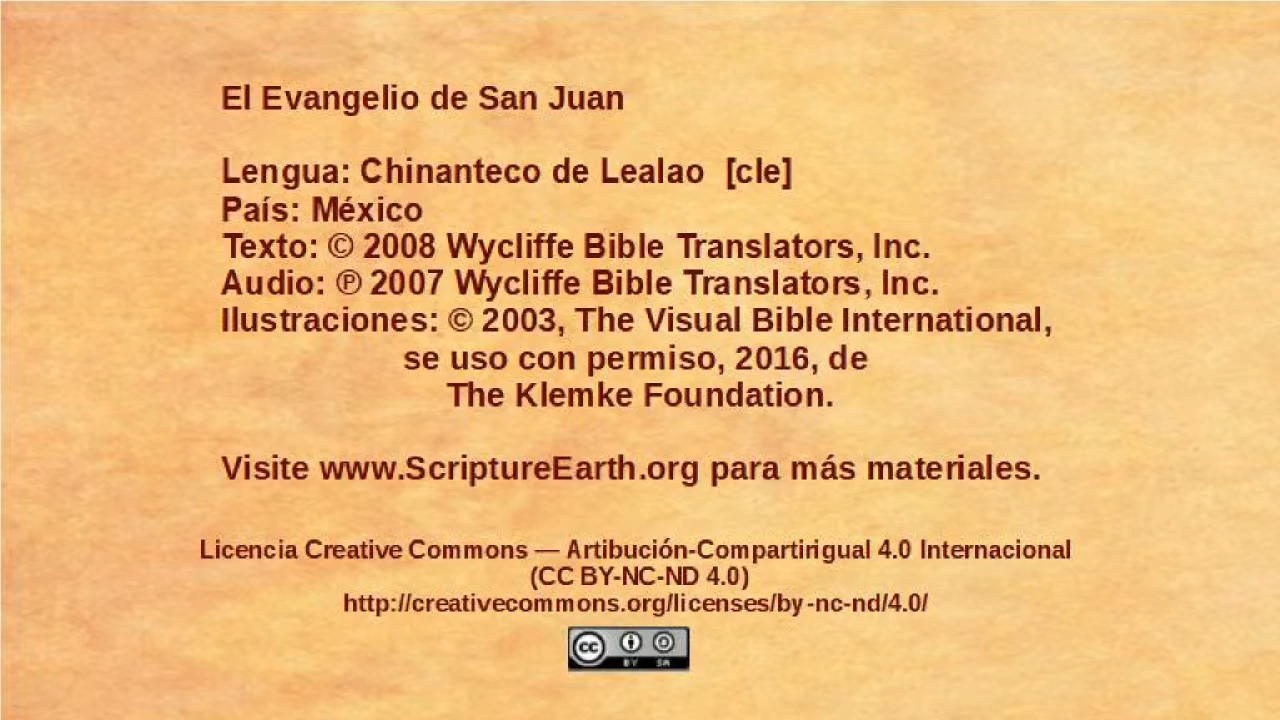 El Evangelio de San Juan
Lengua: Chinanteco de Lealao [cle]
País: México
Texto: © 2008 Wycliffe Bible Translators, Inc.
Audio: ℗ 2007 Wycliffe Bible Translators, Inc.
Ilustraciones: © 2003, The Visual Bible International,
se uso con permiso, 2016, de
The Klemke Foundation.
Visite www.ScriptureEarth.org para más materiales.
Licencia Creative Commons — Artibución-Compartirigual 4.0 Internacional
(CC BY-NC-ND 4.0)
http://creativecommons.org/licenses/by-nc-nd/4.0/
cc BY SA